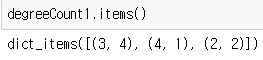 degreeCount1.items()
dict_items([(3, 4), (4, 1), (2, 2)])